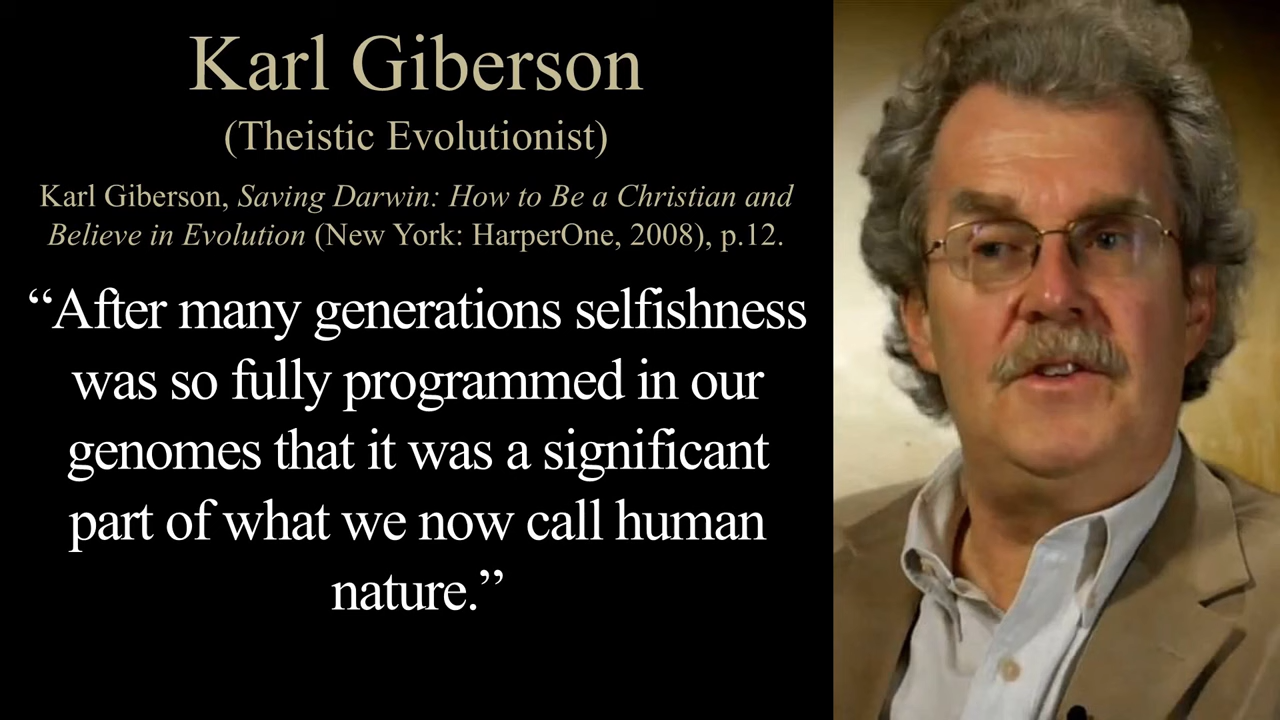 Karl Giberson
(Theistic Evolutionist)
Karl Giberson, Saving Darwin: How to Be a Christian and
Believe in Evolution (New York: HarperOne, 2008), p.12.
“After many generations selfishness
was so fully programmed in our
genomes that it was a significant
part of what we now call human
nature.”